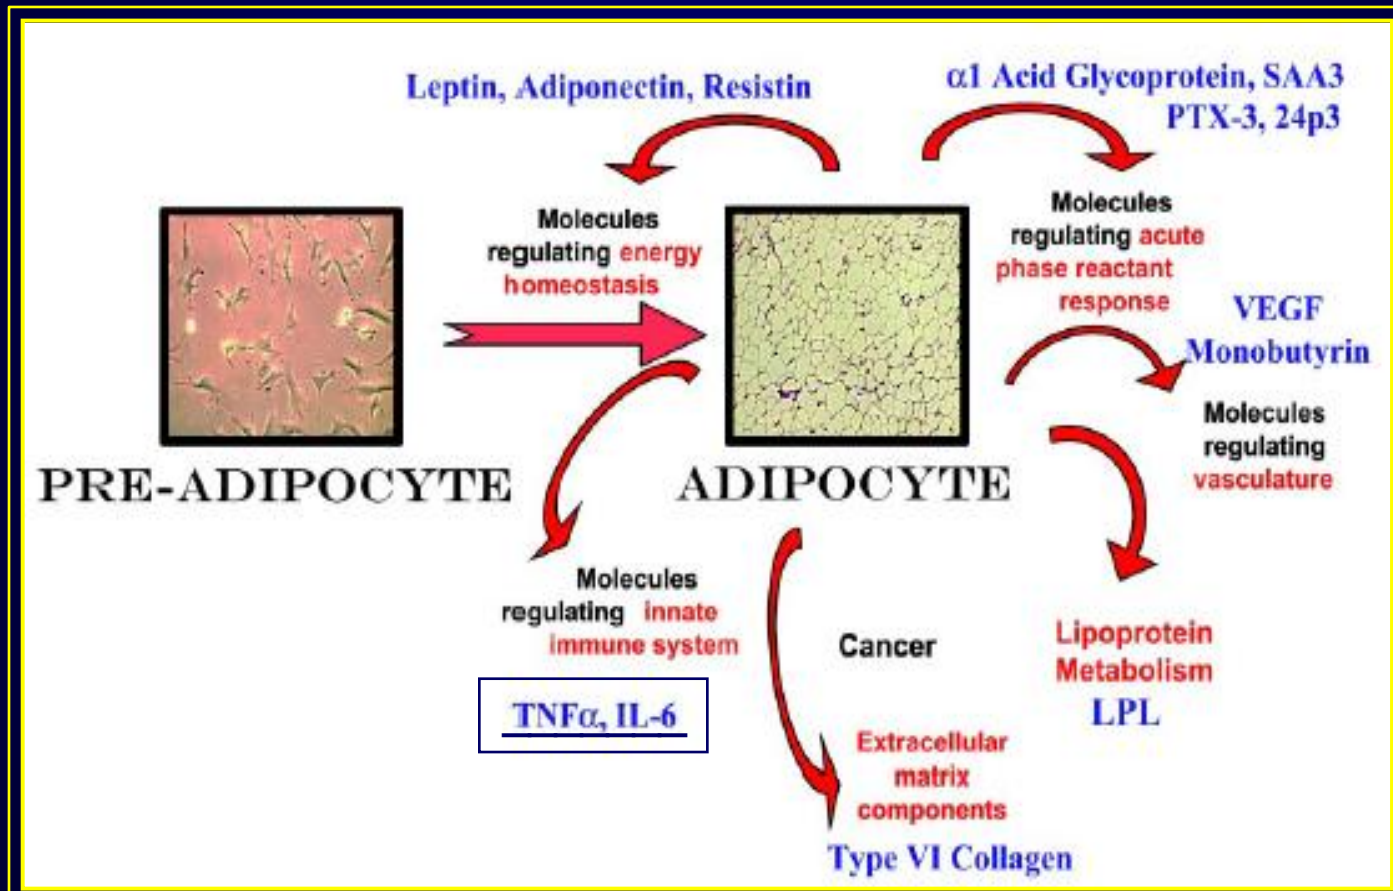 Leptin, Adiponectin, Resistin
α1 Acid Glycoprotein, SAA3
PTX-3, 24p3
Molecules
regulating energy
homeostasis
Molecules
regulating acute
phase reactant
response
VEGF
Monobutyrin
Molecules
regulating
vasculature
PRE-ADIPOCYTE
ADIPOCYTE
Molecules
regulating innate
immune system
TNFα, IL-6
Cancer
Lipoprotein
Metabolism
LPL
Extracellular
matrix
components
Type VI Collagen